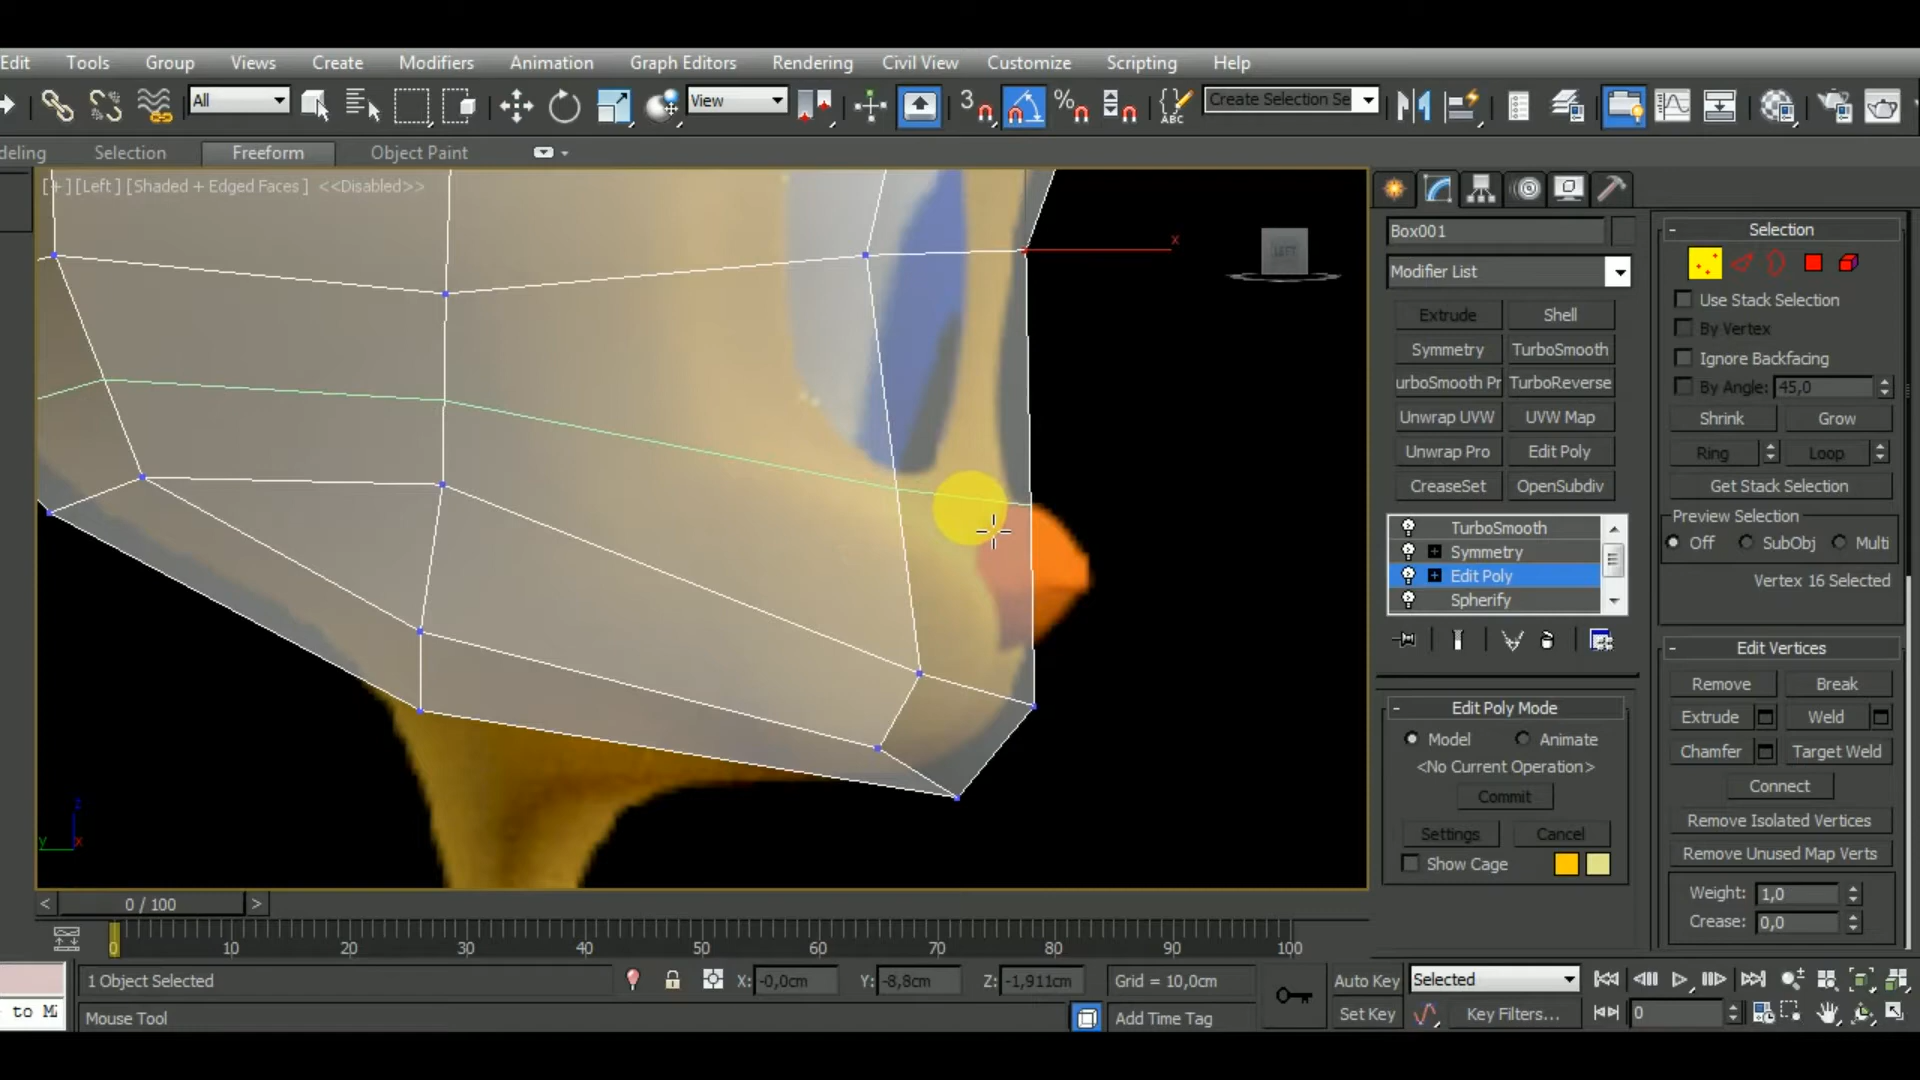 Edit Tools Group Views Create Modifiers Animation Graph Editors Rendering Civil View Customize Scripting Help
All View 3 % ABC Create Selection Se
deling Selection Freeform Object Paint
[+] [Left] [Shaded + Edged Faces] <<Disabled>>
x
LEFT
z
y x
Box001
Modifier List
Extrude Shell
Symmetry TurboSmooth
urboSmooth Pr TurboReverse
Unwrap UVW UVW Map
Unwrap Pro Edit Poly
CreaseSet OpenSubdiv
TurboSmooth
Symmetry
Edit Poly
Spherify
- Edit Poly Mode
Model Animate
<No Current Operation>
Commit
Settings Cancel
Show Cage
- Selection
Use Stack Selection
By Vertex
Ignore Backfacing
By Angle: 45,0
Shrink Grow
Ring Loop
Get Stack Selection
Preview Selection
Off SubObj Multi
Vertex 16 Selected
- Edit Vertices
Remove Break
Extrude Weld
Chamfer Target Weld
Connect
Remove Isolated Vertices
Remove Unused Map Verts
Weight: 1,0
Crease: 0,0
< 0 / 100 >
0 10 20 30 40 50 60 70 80 90 100
1 Object Selected X: -0,0cm Y: -8,8cm Z: -1,911cm Grid = 10,0cm Auto Key Selected
to Mi Mouse Tool Add Time Tag Set Key Key Filters... 0